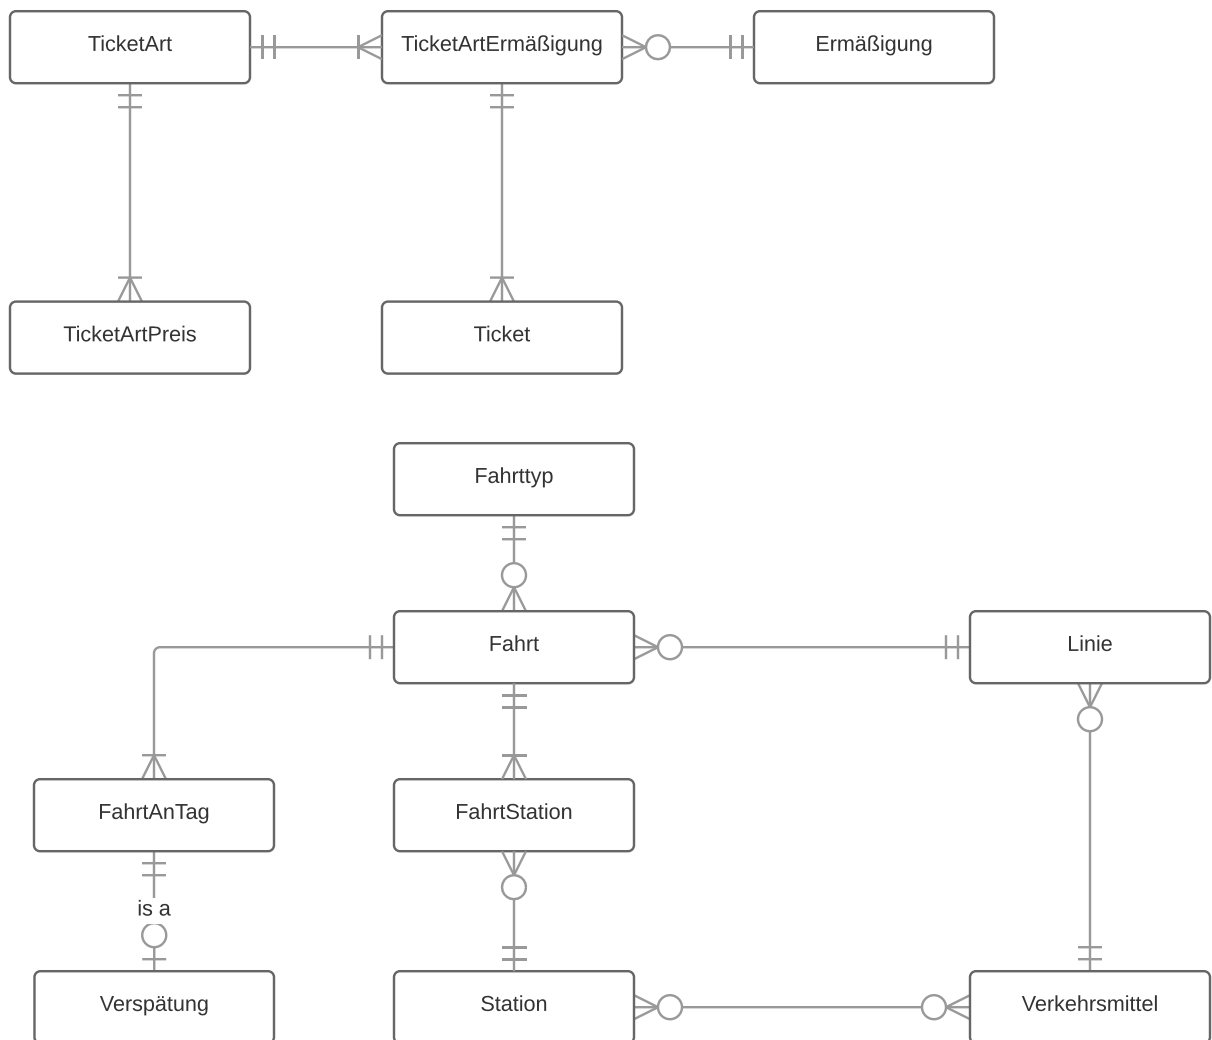 TicketArt
TicketArtErmäßigung
Ermäßigung
TicketArtPreis
Ticket
Fahrttyp
Fahrt
Linie
FahrtAnTag
FahrtStation
is a
Verspätung
Station
Verkehrsmittel